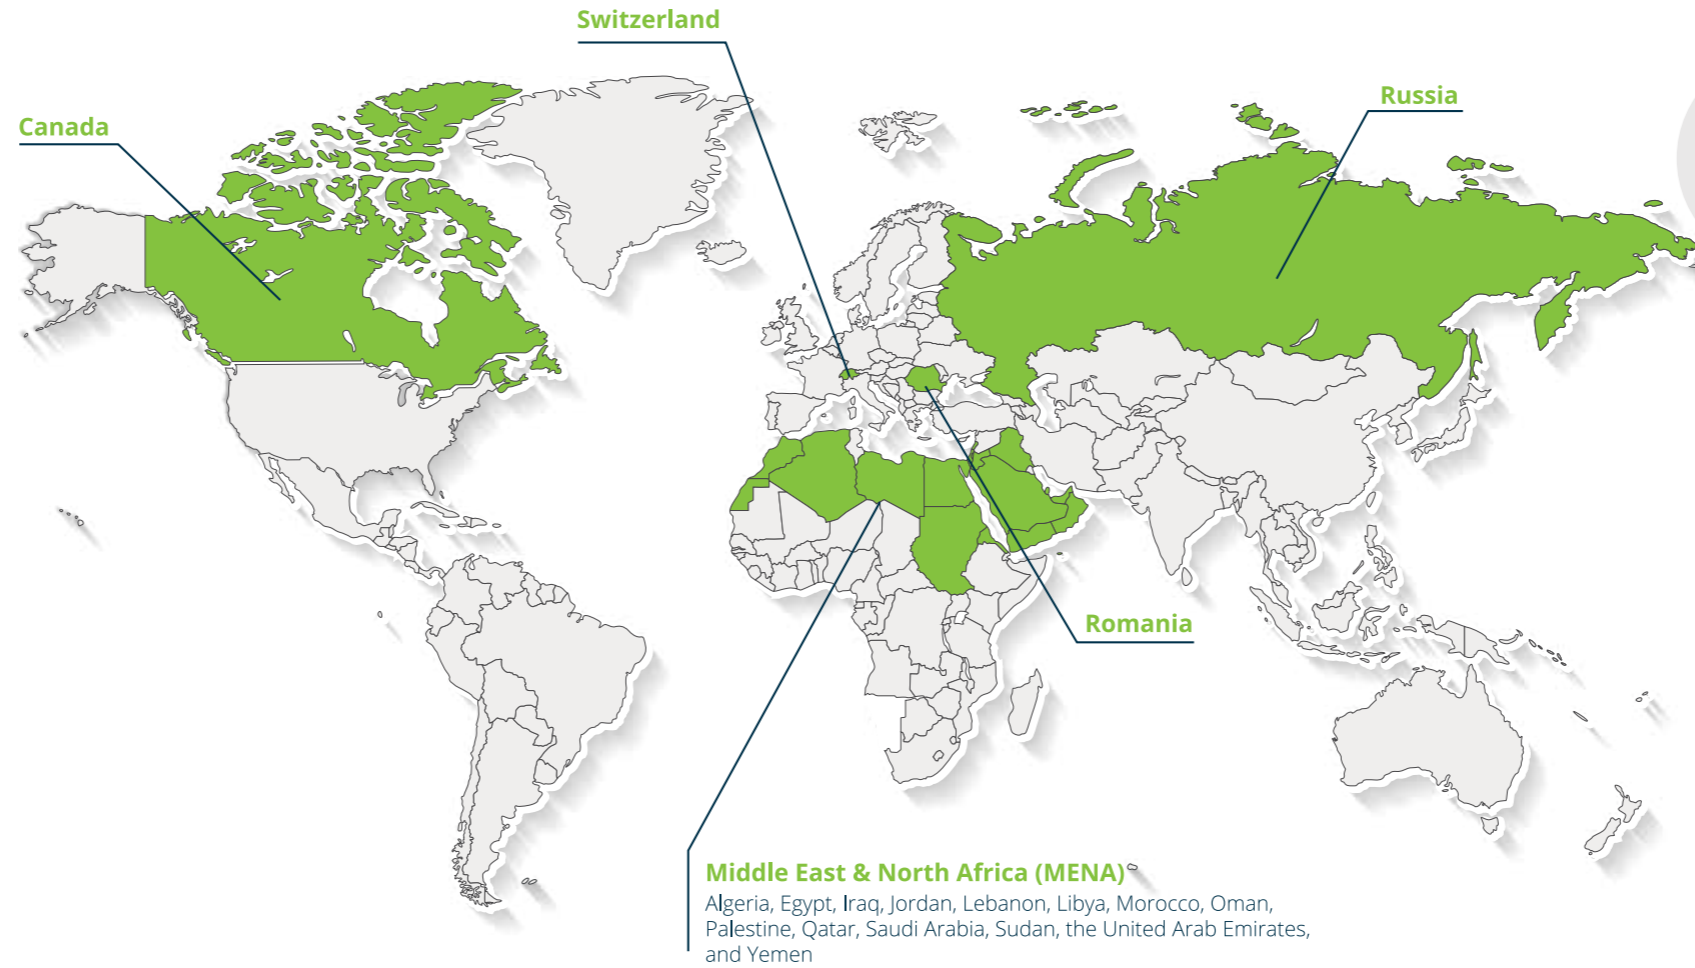 Switzerland
Russia
Canada
Romania
Middle East & North Africa (MENA)
Algeria, Egypt, Iraq, Jordan, Lebanon, Libya, Morocco, Oman,
Palestine, Qatar, Saudi Arabia, Sudan, the United Arab Emirates,
and Yemen